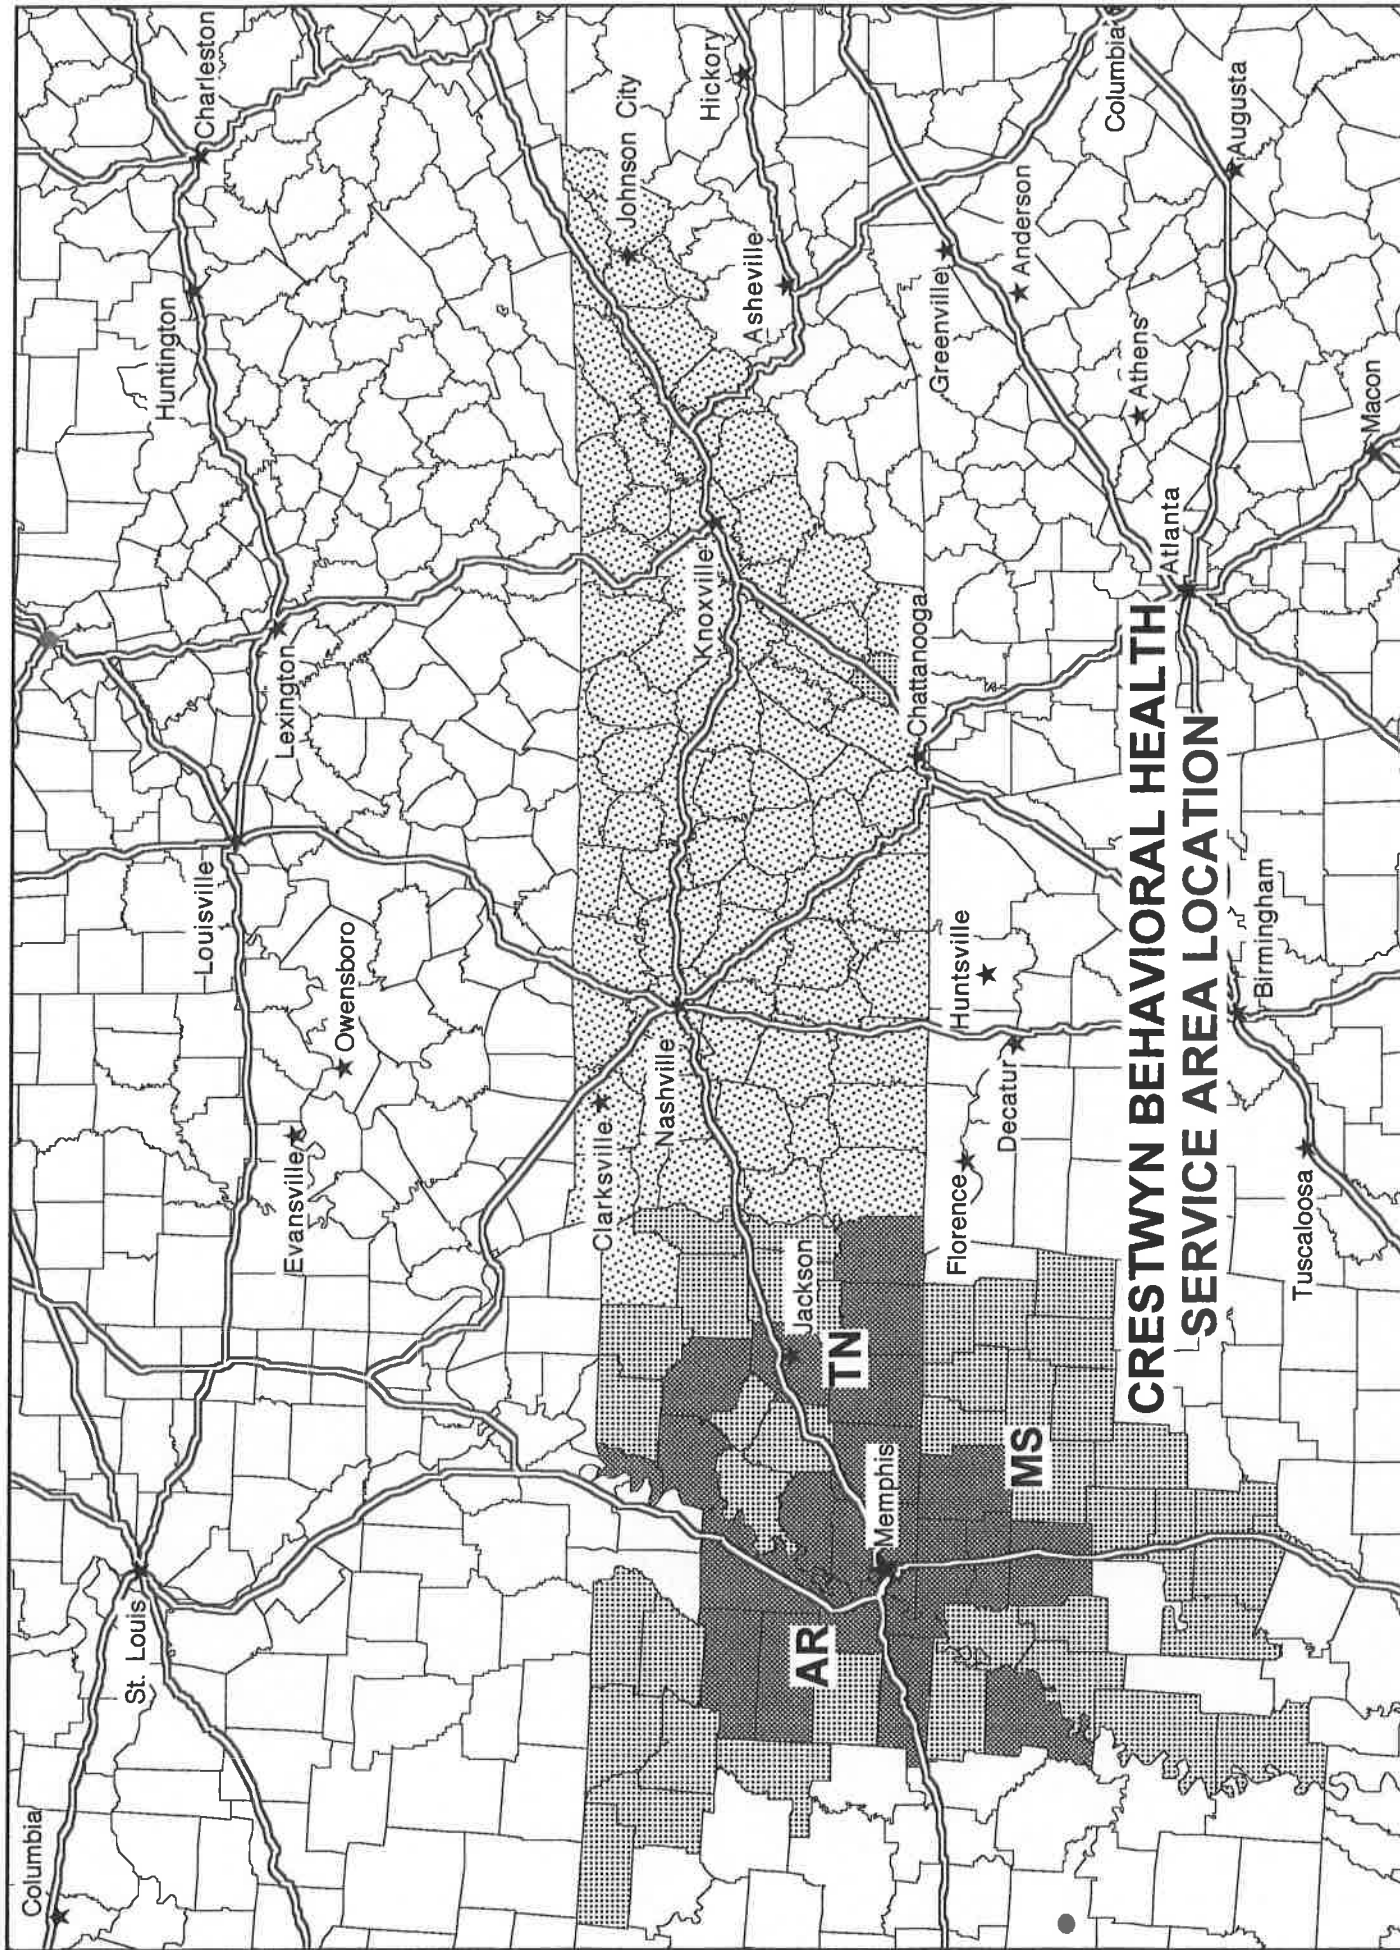 Columbia
St. Louis
Evansville
Owensboro
Louisville
Lexington
Huntington
Charleston
Clarksville
Nashville
Knoxville
Johnson City
Hickory
Asheville
Jackson
TN
Memphis
AR
MS
Chattanooga
Greenville
Anderson
Columbia
Florence
Decatur
Huntsville
Athens
Augusta
Atlanta
Macon
CRESTWYN BEHAVIORAL HEALTH
SERVICE AREA LOCATION
Birmingham
Tuscaloosa